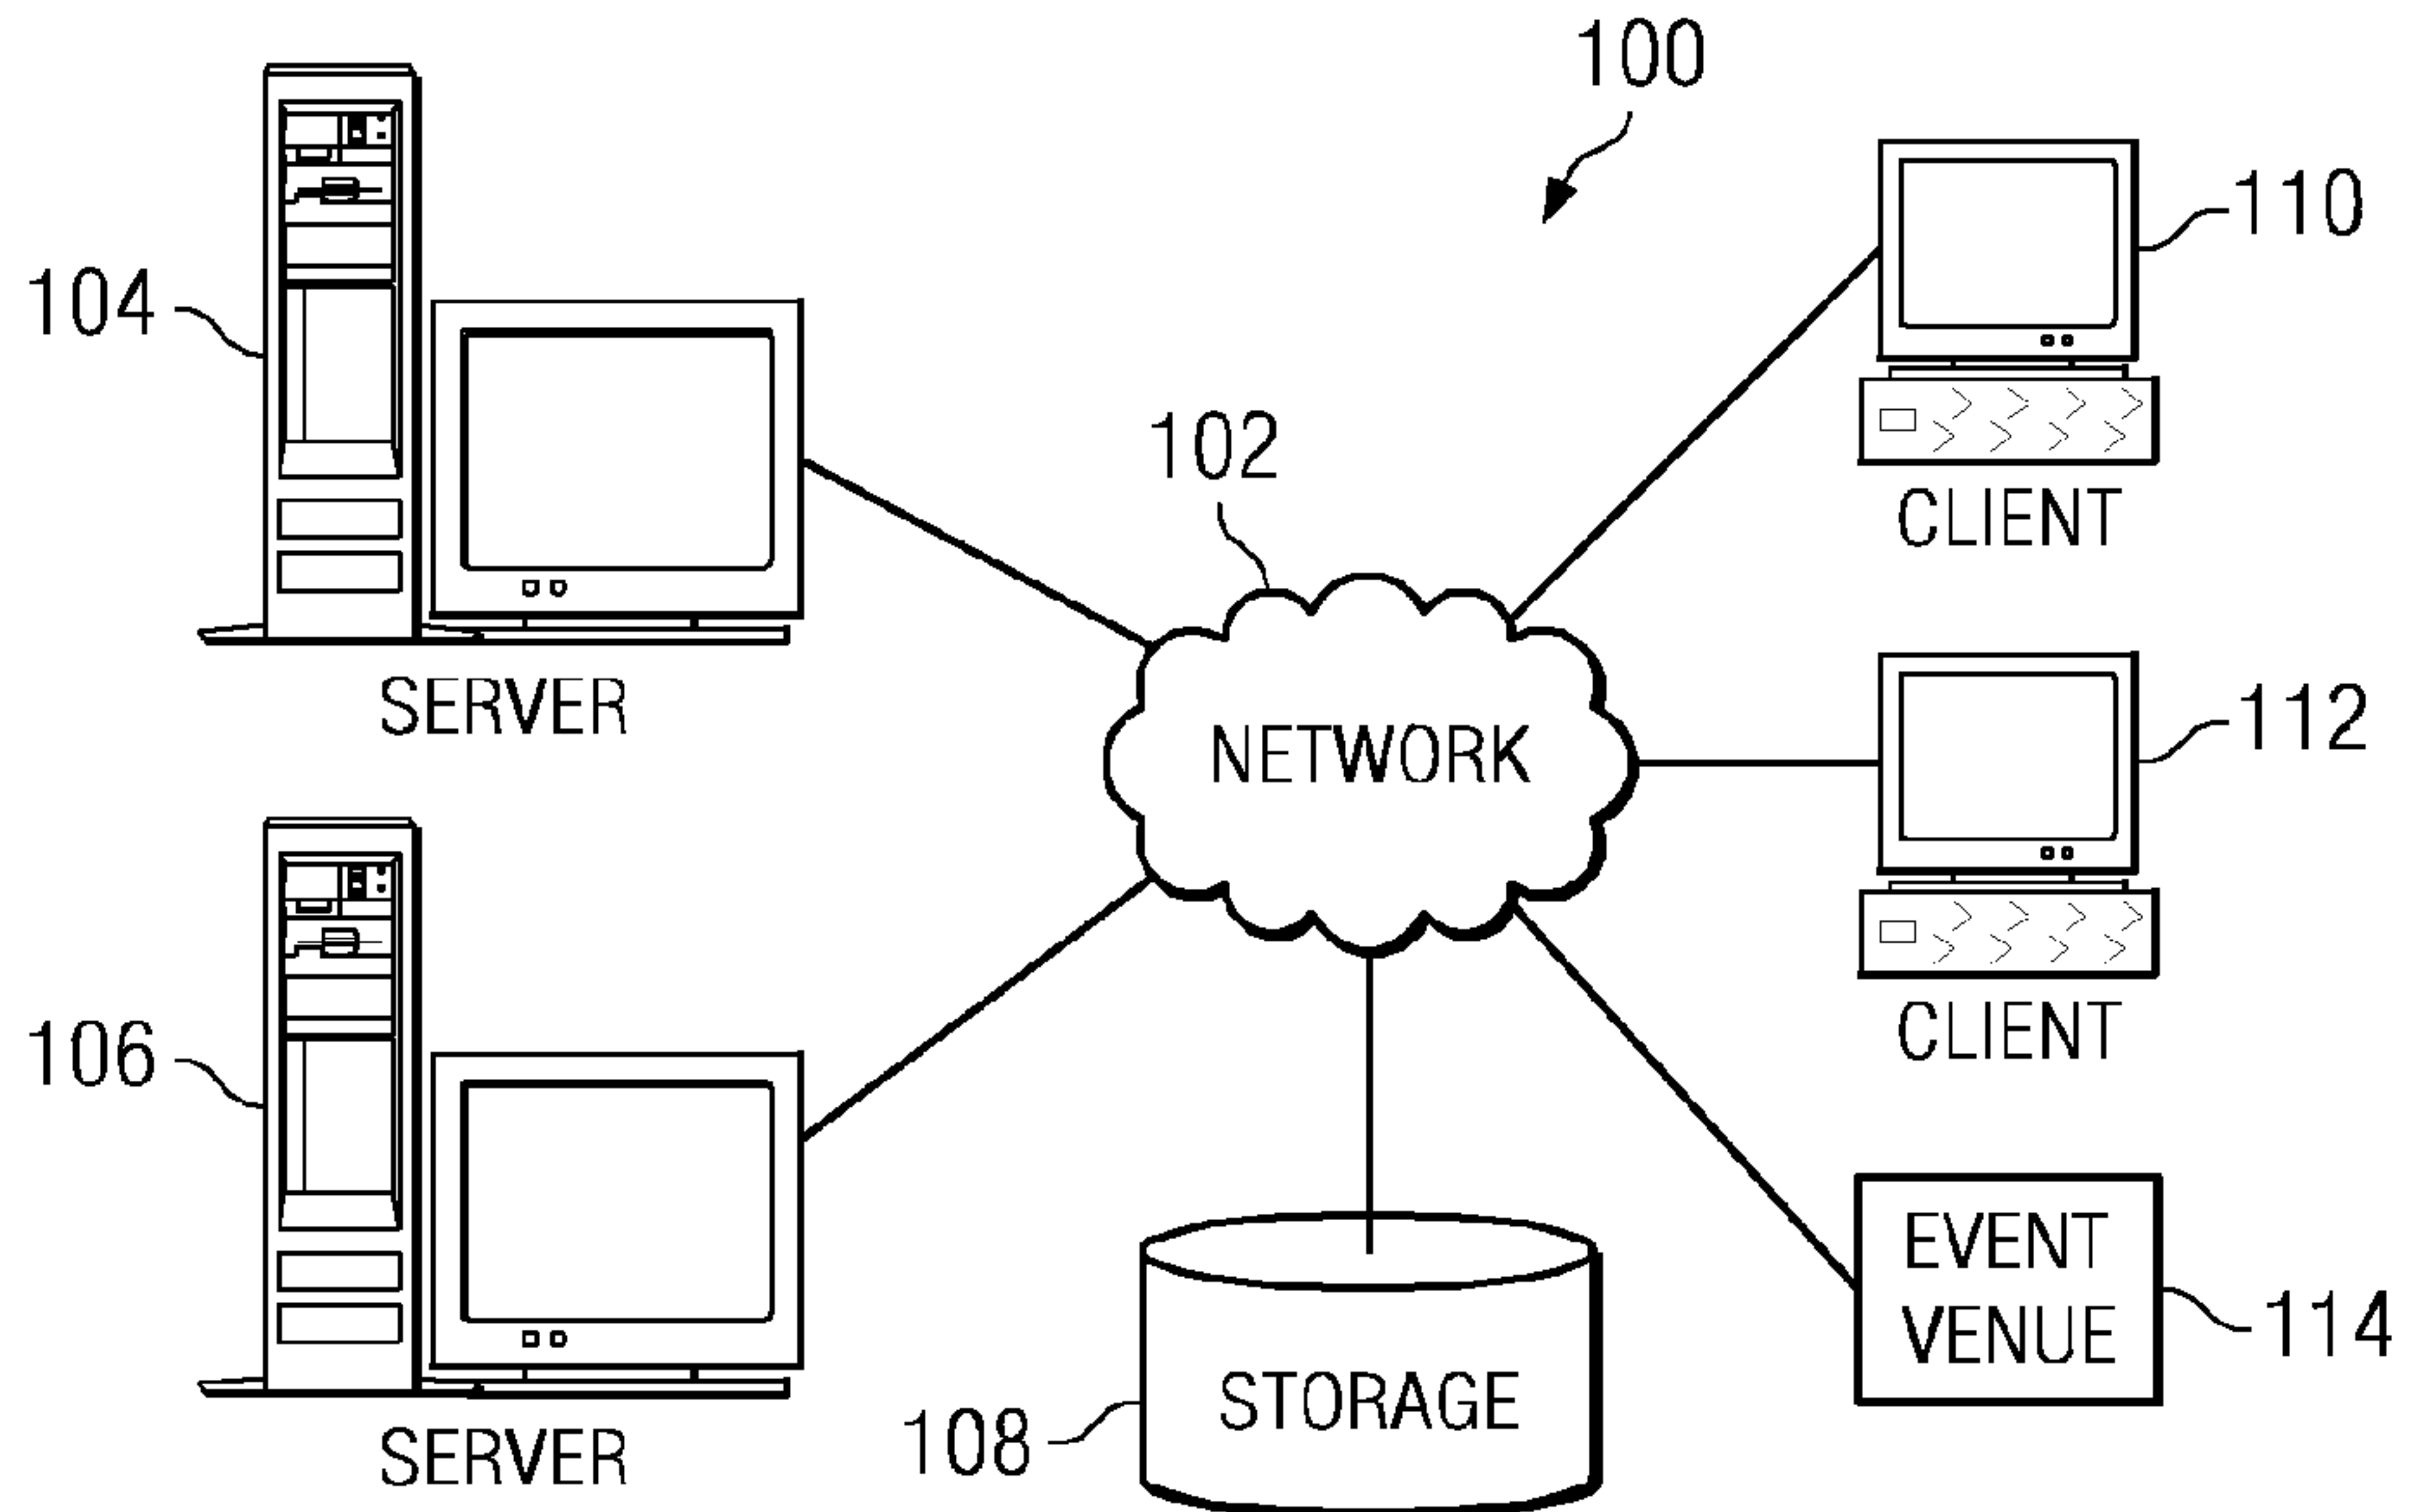 100
110
104
CLIENT
102
SERVER
112
NETWORK
CLIENT
106
EVENT
VENUE
114
STORAGE
108
SERVER